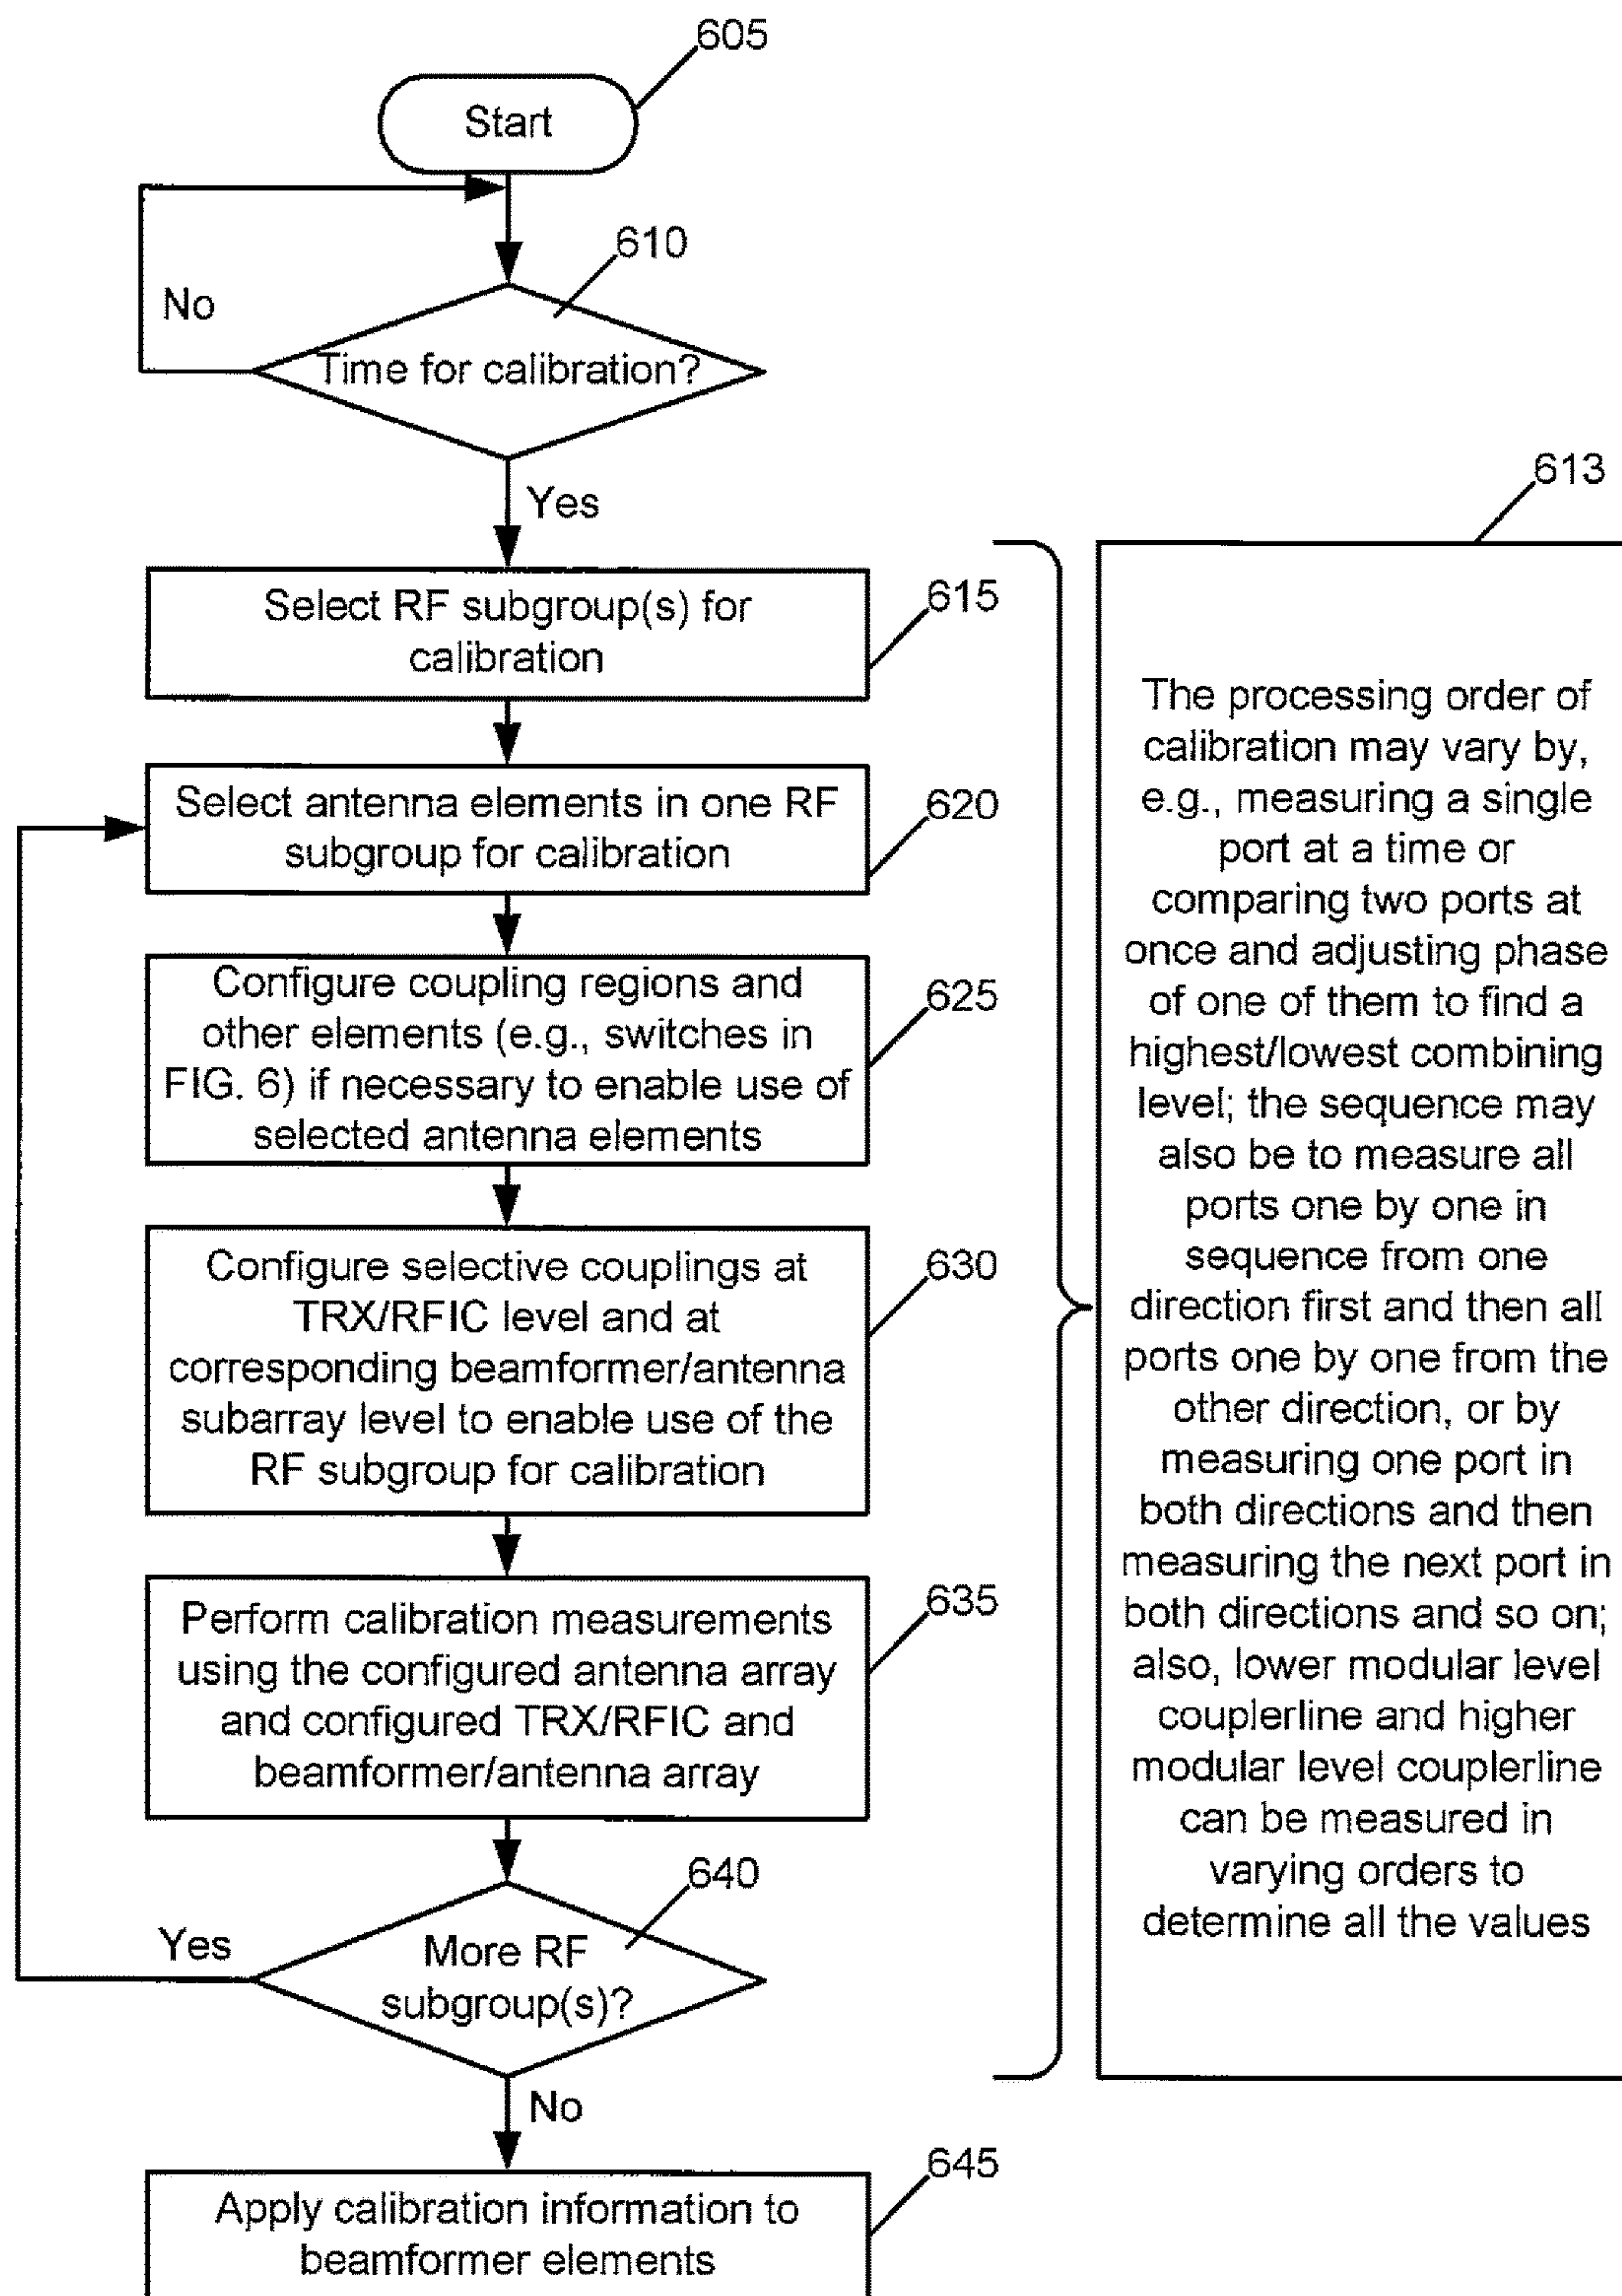 605
Start
610
No
Time for calibration?
Yes
613
Select RF subgroup(s) for
calibration
615
Select antenna elements in one RF
subgroup for calibration
620
Configure coupling regions and
other elements (e.g., switches in
FIG. 6) if necessary to enable use of
selected antenna elements
625
Configure selective couplings at
TRX/RFIC level and at
corresponding beamformer/antenna
subarray level to enable use of the
RF subgroup for calibration
630
Perform calibration measurements
using the configured antenna array
and configured TRX/RFIC and
beamformer/antenna array
635
640
Yes
More RF
subgroup(s)?
No
645
Apply calibration information to
beamformer elements
The processing order of
calibration may vary by,
e.g., measuring a single
port at a time or
comparing two ports at
once and adjusting phase
of one of them to find a
highest/lowest combining
level; the sequence may
also be to measure all
ports one by one in
sequence from one
direction first and then all
ports one by one from the
other direction, or by
measuring one port in
both directions and then
measuring the next port in
both directions and so on;
also, lower modular level
couplerline and higher
modular level couplerline
can be measured in
varying orders to
determine all the values